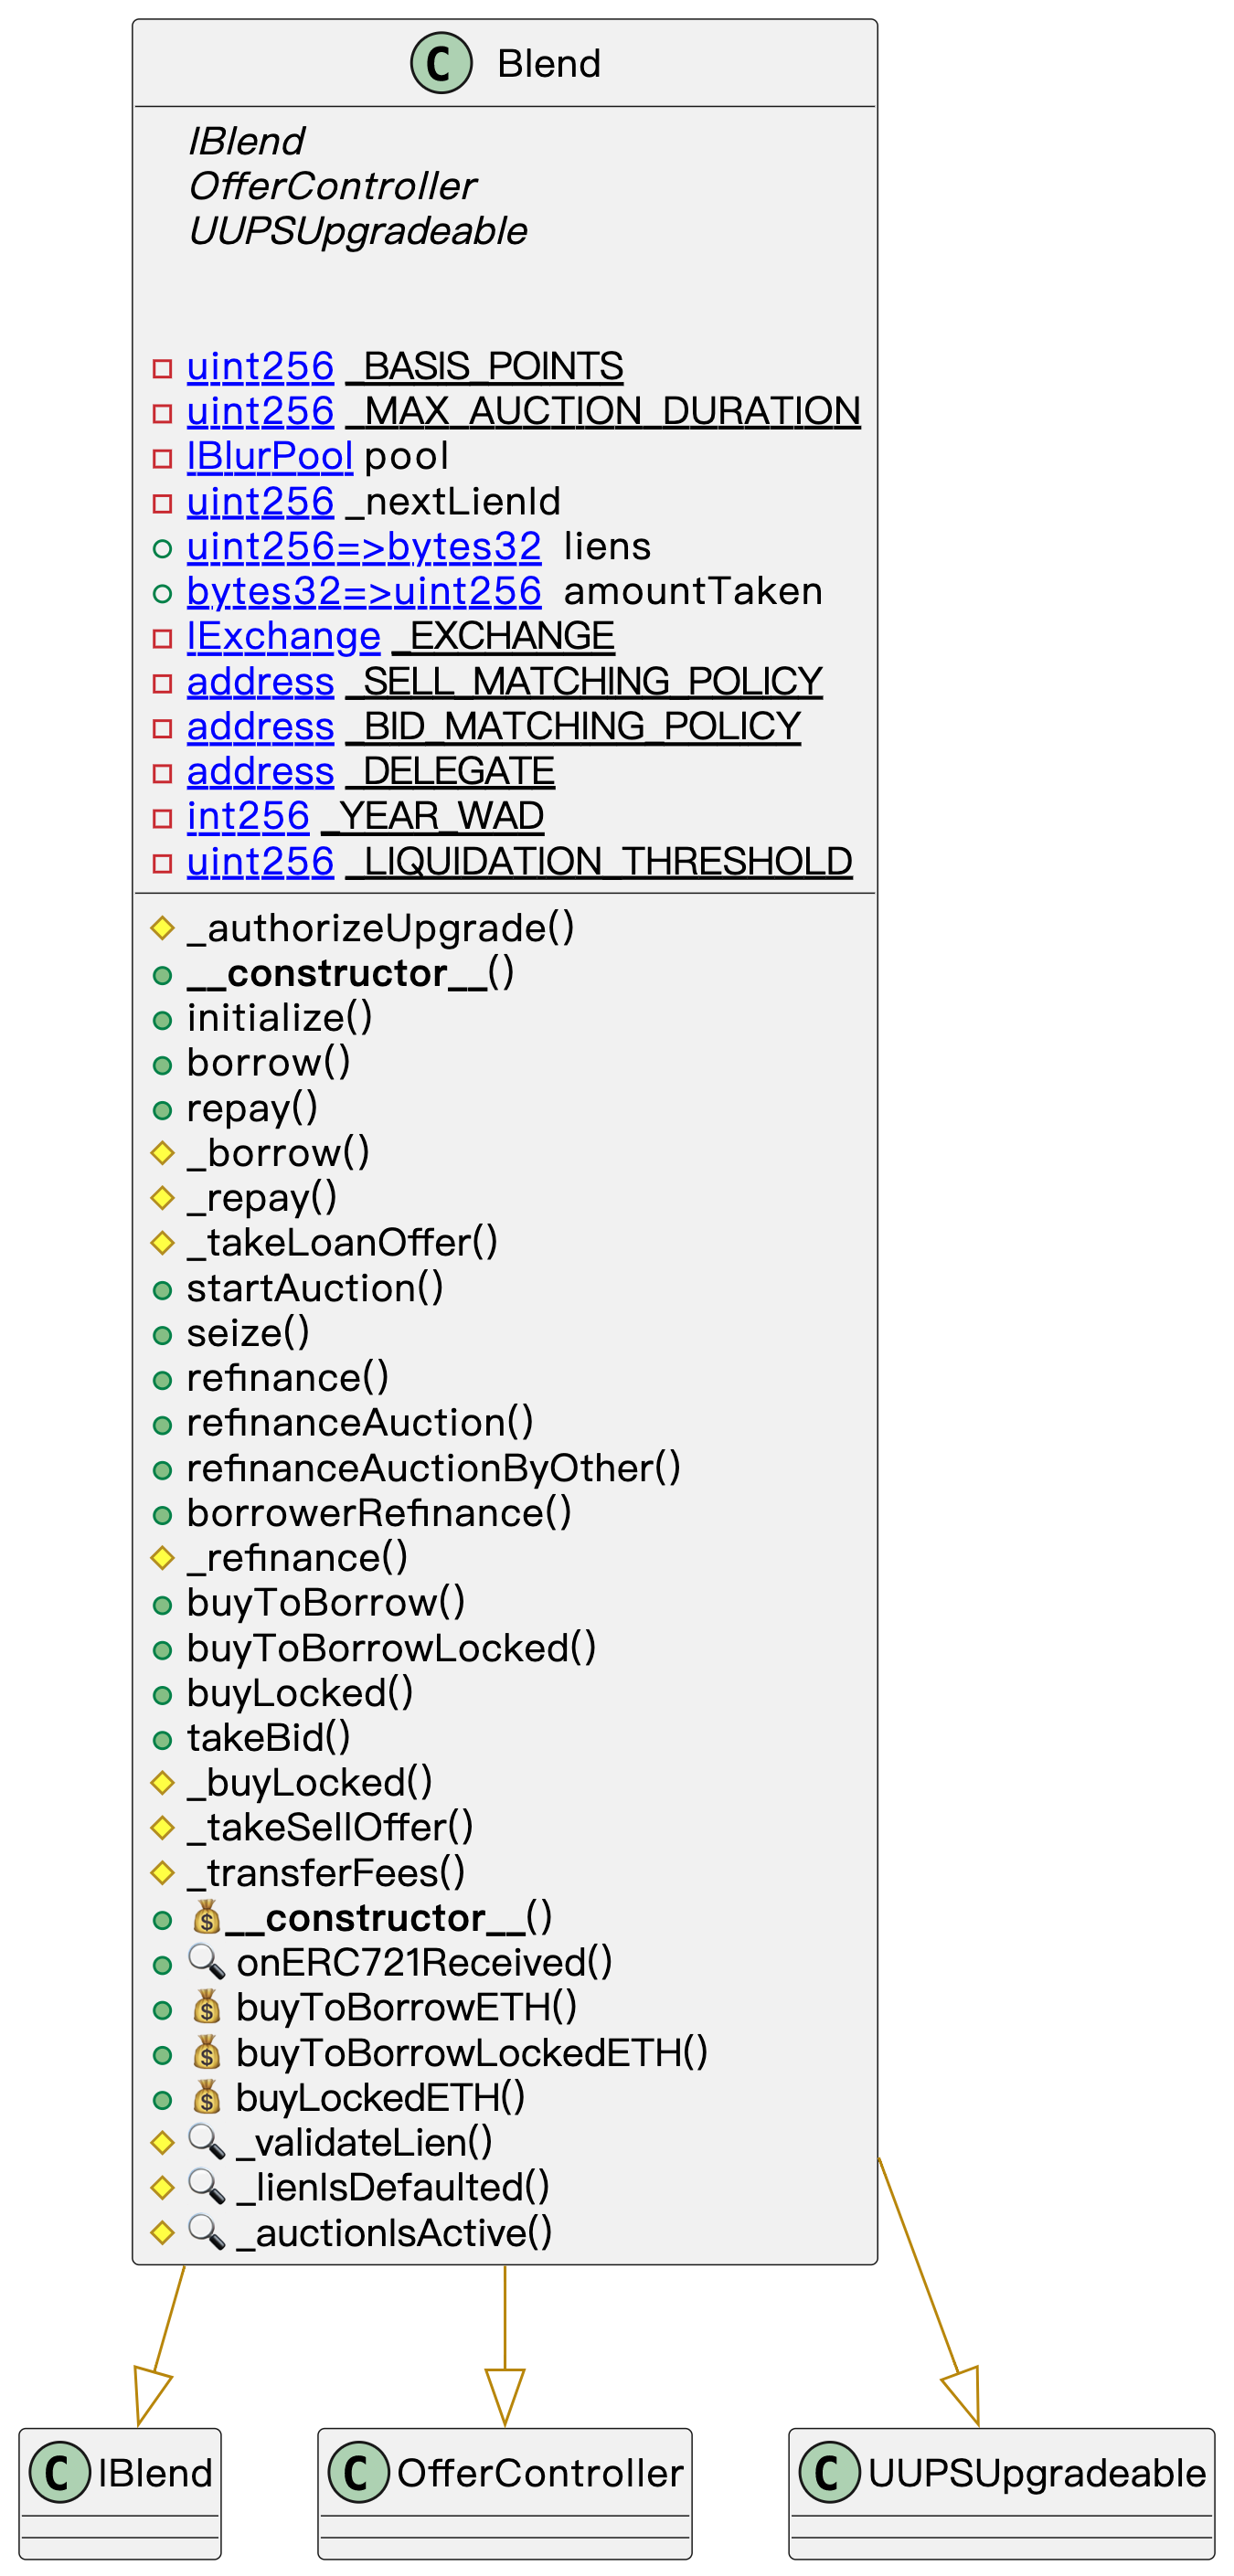 C Blend
IBlend
OfferController
UUPSUpgradeable
uint256 _BASIS_POINTS
uint256 _MAX_AUCTION_DURATION
IBlurPool pool
uint256 _nextLienId
uint256=>bytes32 liens
bytes32=>uint256 amountTaken
IExchange _EXCHANGE
address _SELL_MATCHING_POLICY
address _BID_MATCHING_POLICY
address _DELEGATE
int256 _YEAR_WAD
uint256 _LIQUIDATION_THRESHOLD
_authorizeUpgrade()
__constructor__()
initialize()
borrow()
repay()
_borrow()
_repay()
_takeLoanOffer()
startAuction()
seize()
refinance()
refinanceAuction()
refinanceAuctionByOther()
borrowerRefinance()
_refinance()
buyToBorrow()
buyToBorrowLocked()
buyLocked()
takeBid()
_buyLocked()
_takeSellOffer()
_transferFees()
💰__constructor__()
🔍 onERC721Received()
💰 buyToBorrowETH()
💰 buyToBorrowLockedETH()
💰 buyLockedETH()
🔍 _validateLien()
🔍 _lienIsDefaulted()
🔍 _auctionIsActive()
C IBlend
C OfferController
C UUPSUpgradeable